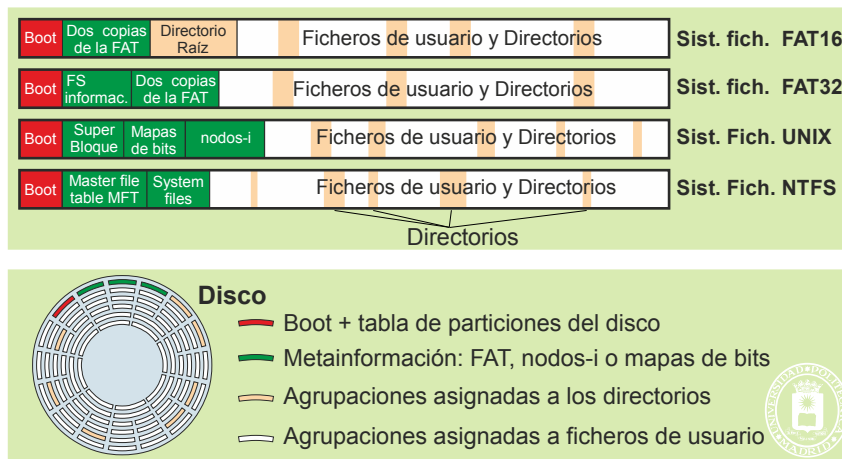 Boot Dos copias de la FAT Directorio Raíz Ficheros de usuario y Directorios Sist. fich. FAT16
Boot FS informac. Dos copias de la FAT Ficheros de usuario y Directorios Sist. fich. FAT32
Boot Super Bloque Mapas de bits nodos-i Ficheros de usuario y Directorios Sist. Fich. UNIX
Boot Master file table MFT System files Ficheros de usuario y Directorios Sist. Fich. NTFS
Directorios
Disco
Boot + tabla de particiones del disco
Metainformación: FAT, nodos-i o mapas de bits
Agrupaciones asignadas a los directorios
Agrupaciones asignadas a ficheros de usuario
UNIVERSIDAD POLITÉCNICA
MADRID